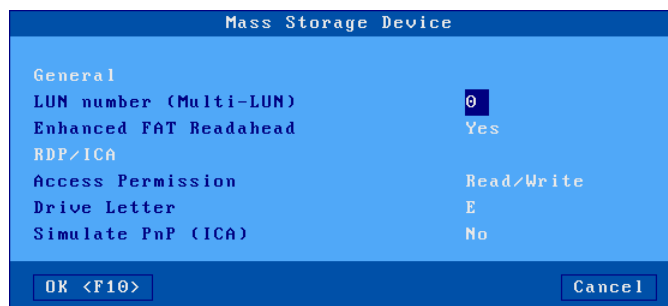 Mass Storage Device
General
LUN number (Multi-LUN) 0
Enhanced FAT Readahead Yes
RDP/ICA
Access Permission Read/Write
Drive Letter E
Simulate PnP (ICA) No
OK <F10> Cancel